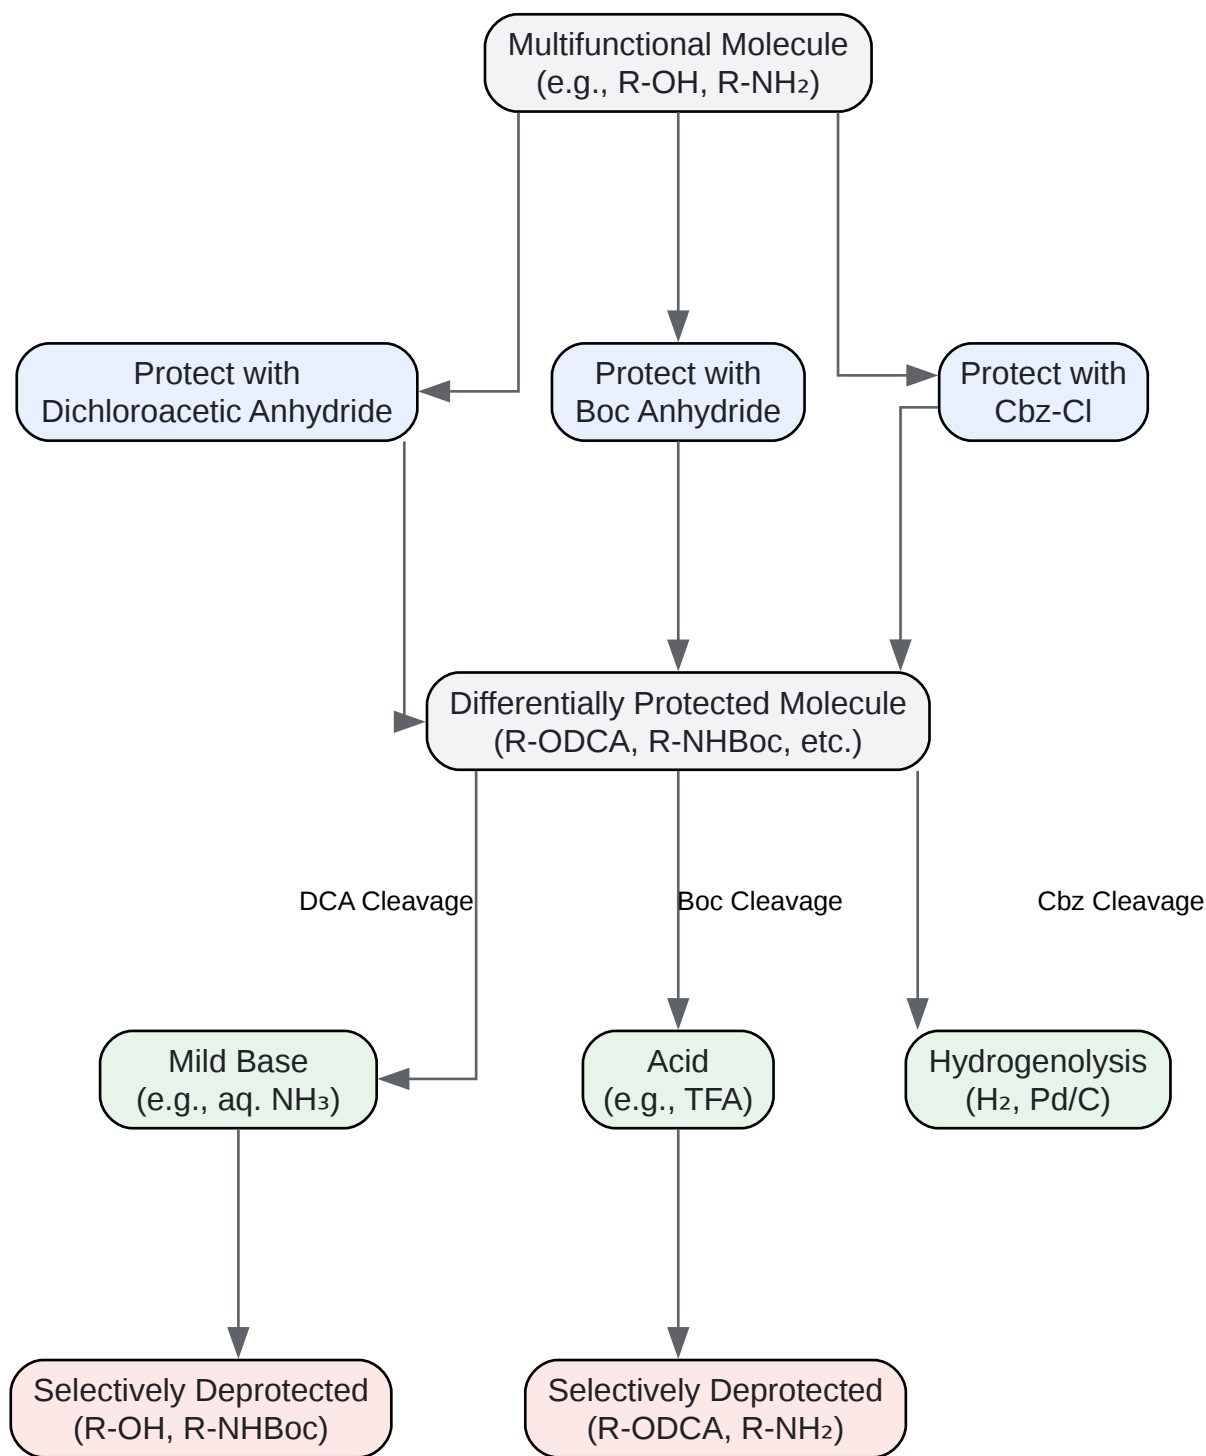 Multifunctional Molecule
(e.g., R-OH, R-NH₂)
Protect with
Dichloroacetic Anhydride
Protect with
Boc Anhydride
Protect with
Cbz-Cl
Differentially Protected Molecule
(R-ODCA, R-NHBoc, etc.)
DCA Cleavage
Boc Cleavage
Cbz Cleavage
Mild Base
(e.g., aq. NH₃)
Acid
(e.g., TFA)
Hydrogenolysis
(H₂, Pd/C)
Selectively Deprotected
(R-OH, R-NHBoc)
Selectively Deprotected
(R-ODCA, R-NH₂)